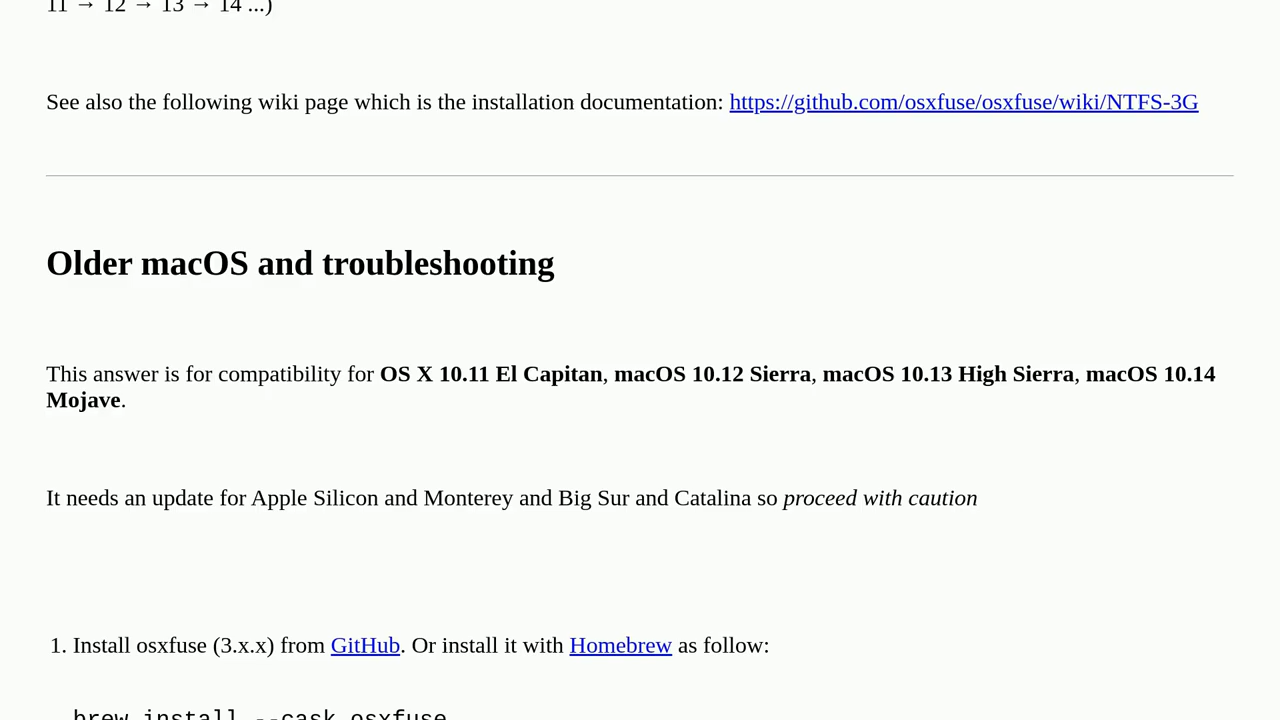 11 → 12 → 13 → 14 ...)
See also the following wiki page which is the installation documentation: https://github.com/osxfuse/osxfuse/wiki/NTFS-3G
Older macOS and troubleshooting
This answer is for compatibility for OS X 10.11 El Capitan, macOS 10.12 Sierra, macOS 10.13 High Sierra, macOS 10.14
Mojave.
It needs an update for Apple Silicon and Monterey and Big Sur and Catalina so proceed with caution
1. Install osxfuse (3.x.x) from GitHub. Or install it with Homebrew as follow:
brew install --cask osxfuse